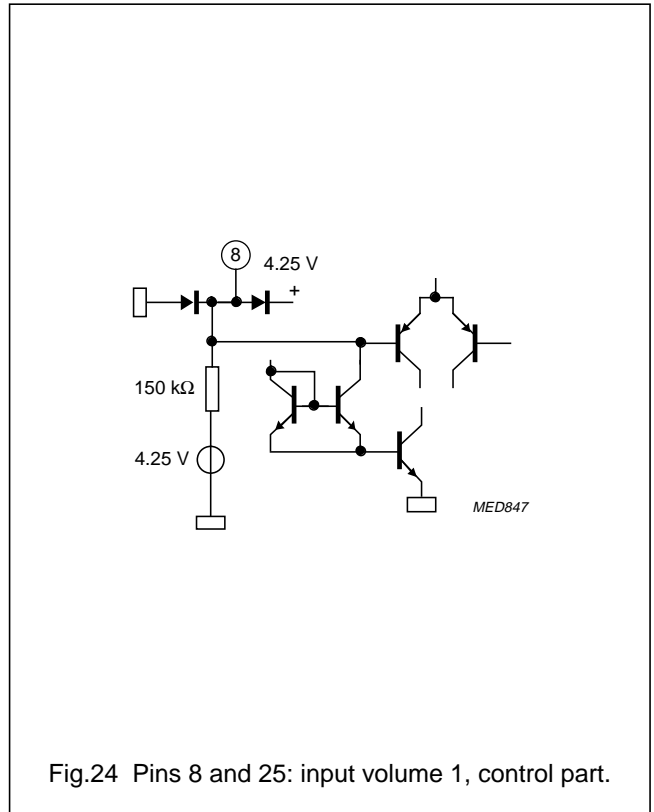 8
4.25 V
+
150 kΩ
4.25 V
MED847
Fig.24 Pins 8 and 25: input volume 1, control part.